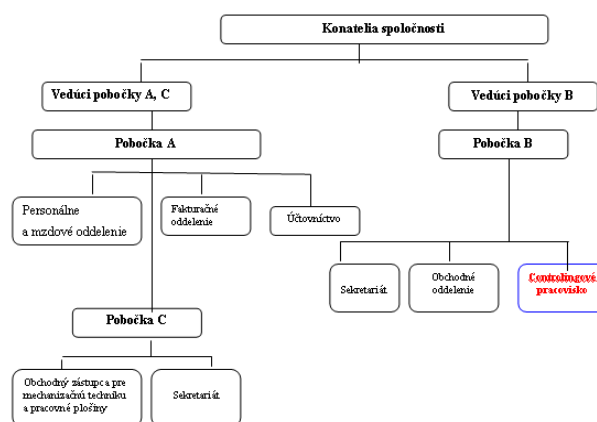 Konatelia spoločnosti
Vedúci pobočky A, C
Vedúci pobočky B
Pobočka A
Pobočka B
Personálne
a mzdové oddelenie
Fakturačné
oddelenie
Účtovníctvo
Sekretariát
Obchodné
oddelenie
Controlingové
pracovisko
Pobočka C
Obchodný zástupca pre
mechanizačnú techniku
a pracovné plošiny
Sekretariát